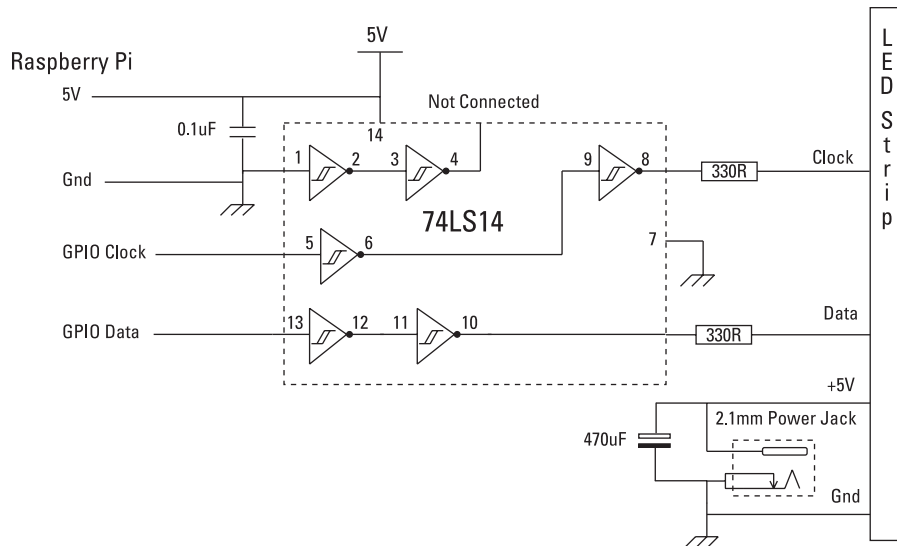 5V
Raspberry Pi
5V
Not Connected
0.1uF
14
1
2
3
4
9
8
Clock
330R
Gnd
74LS14
5
6
7
GPIO Clock
GPIO Data
13
12
11
10
Data
330R
+5V
2.1mm Power Jack
470uF
Gnd
LED Strip